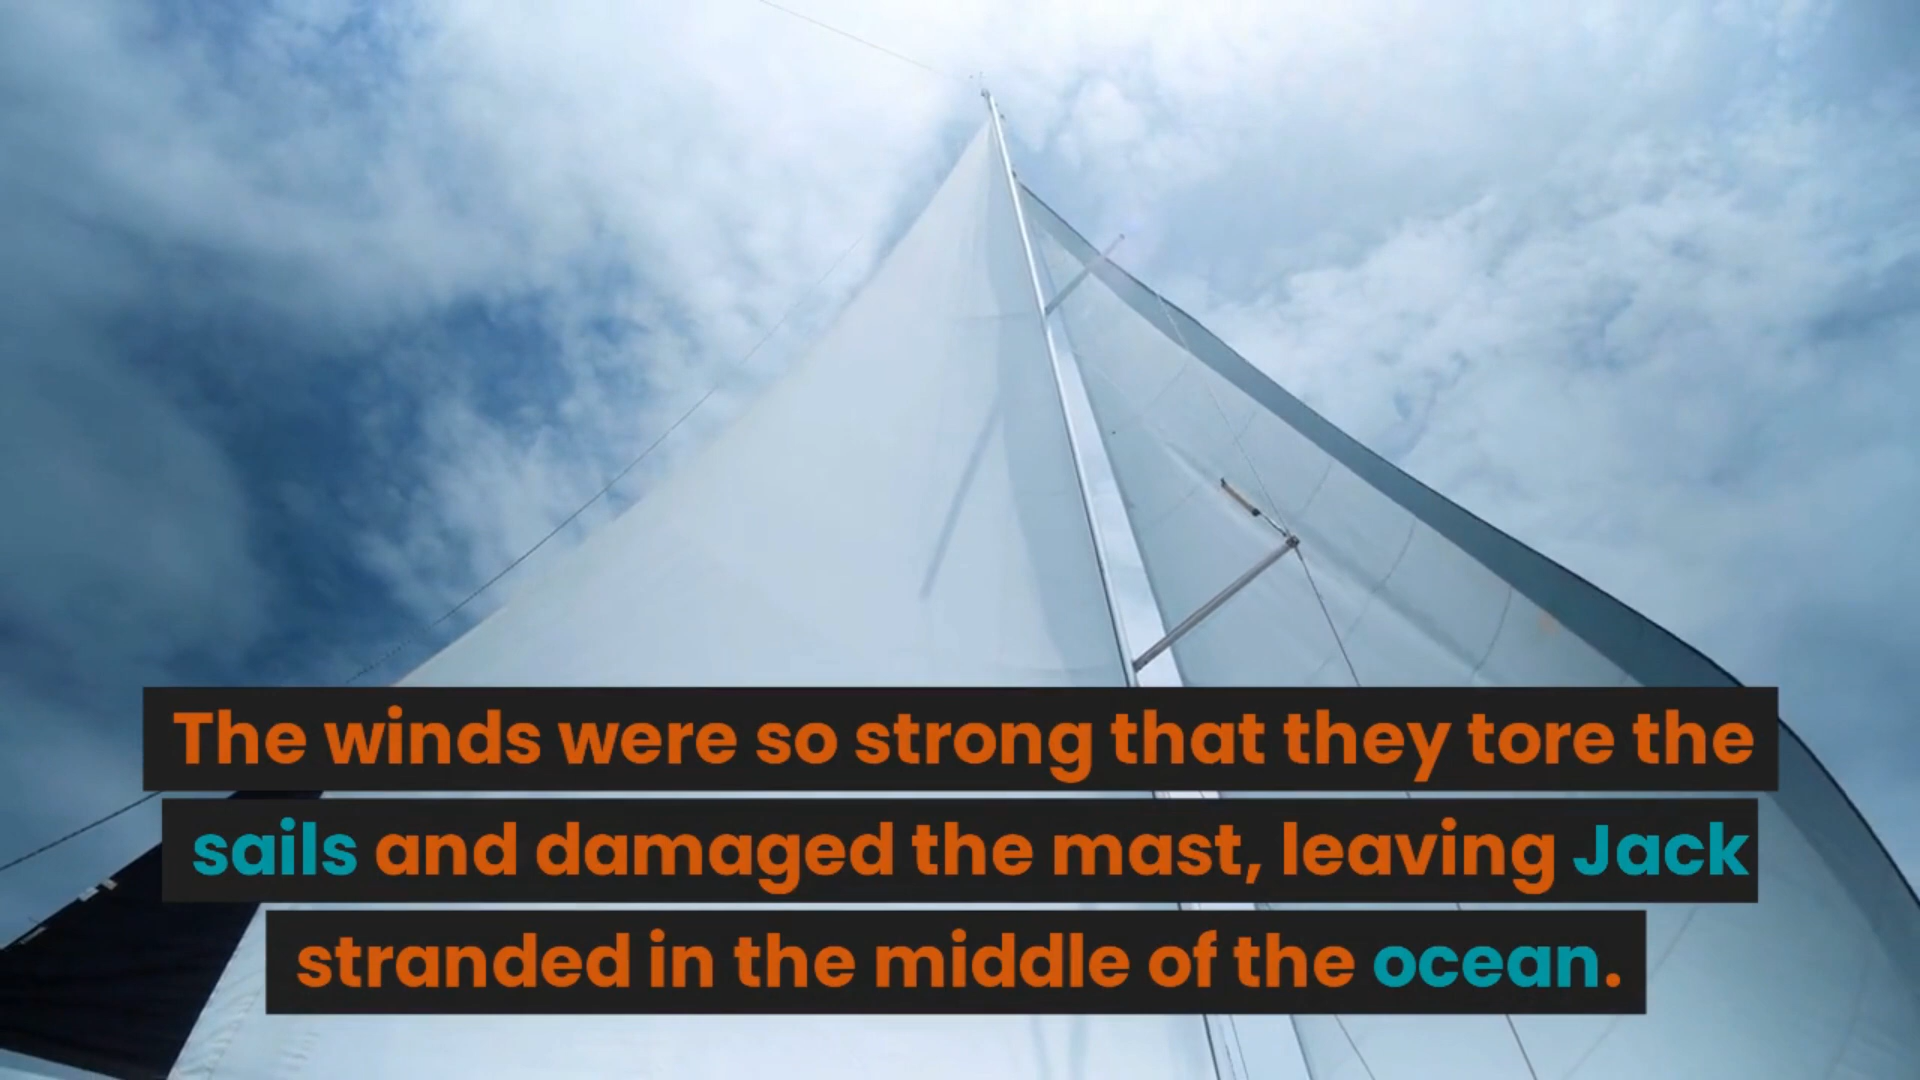 The winds were so strong that they tore the
sails and damaged the mast, leaving Jack
stranded in the middle of the ocean.